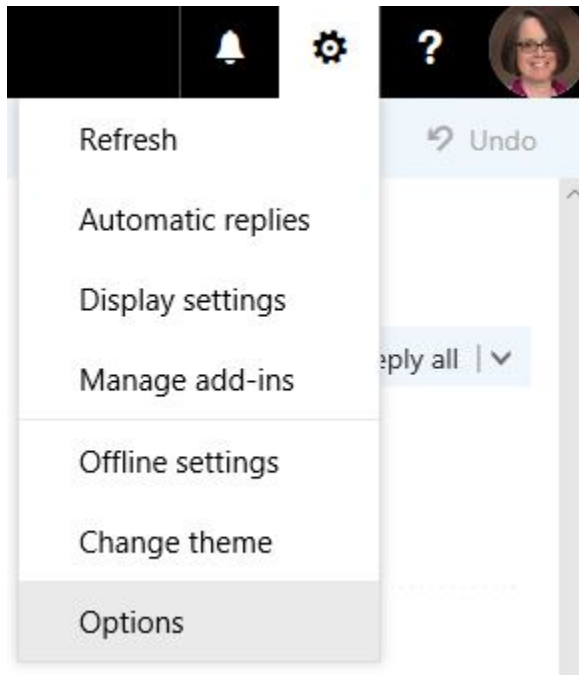 ?
Refresh
Undo
Automatic replies
Display settings
eply all
Manage add-ins
Offline settings
Change theme
Options